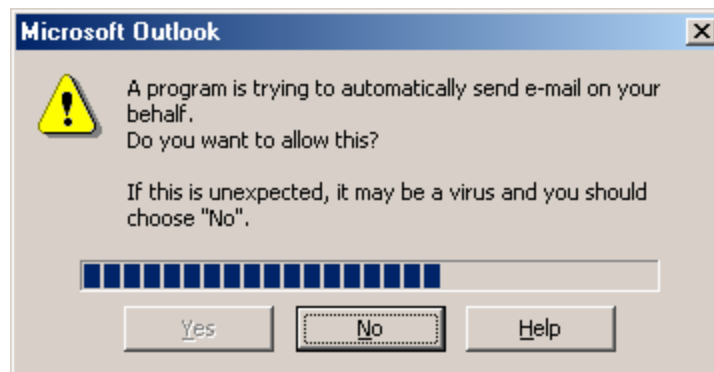 Microsoft Outlook
A program is trying to automatically send e-mail on your
behalf.
Do you want to allow this?
If this is unexpected, it may be a virus and you should
choose "No".
Yes No Help